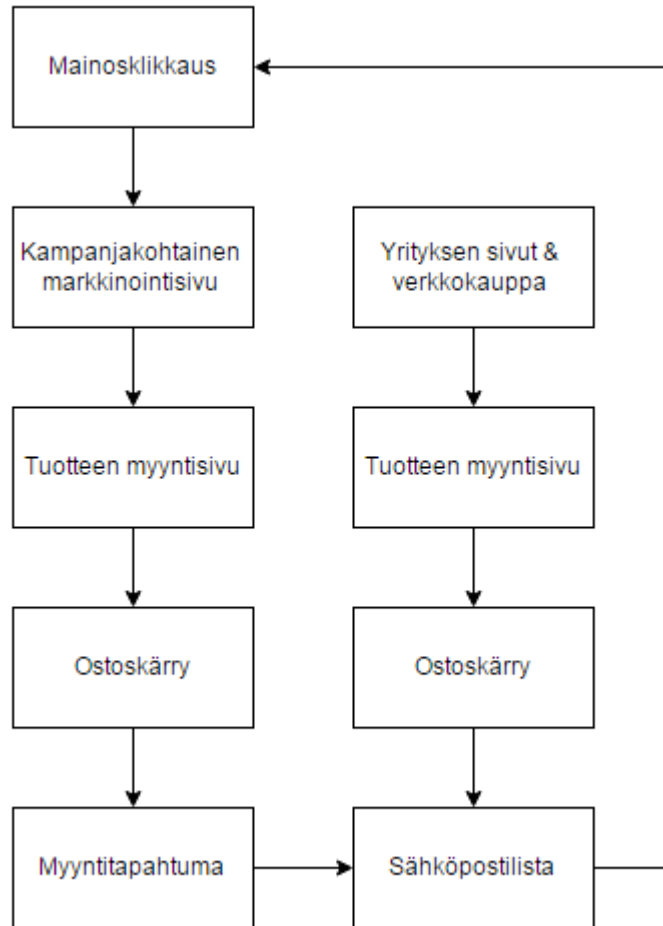 Mainosklikkaus
Kampanjakohtainen
markkinointisivu
Yrityksen sivut &
verkkokauppa
Tuotteen myyntisivu
Tuotteen myyntisivu
Ostoskärry
Ostoskärry
Myyntitapahtuma
Sähköpostilista